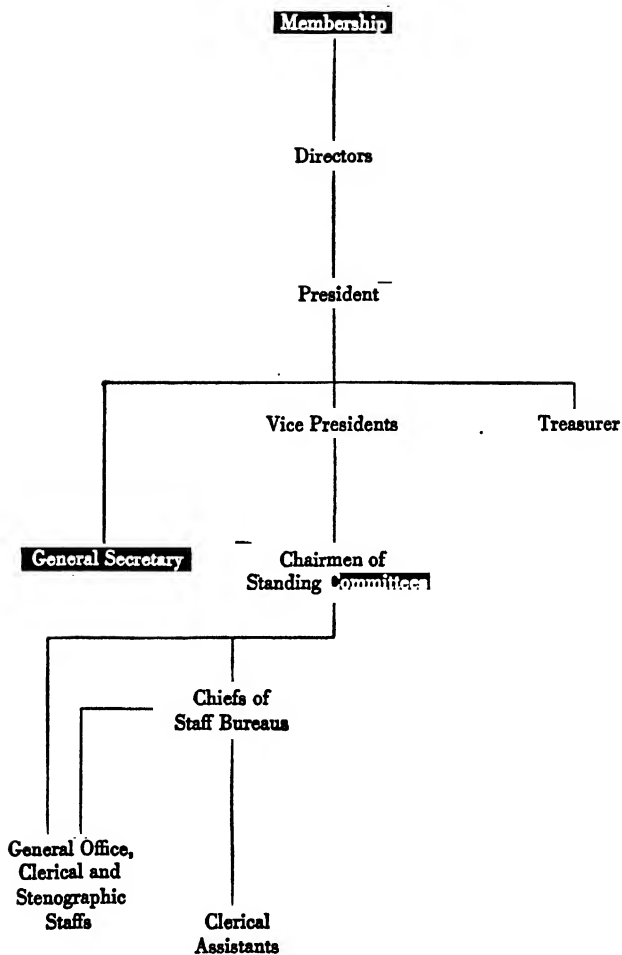 Membership
Directors
President
Vice Presidents
Treasurer
General Secretary
Chairmen of
Standing Committees
Chiefs of
Staff Bureaus
General Office,
Clerical and
Stenographic
Staffs
Clerical
Assistants